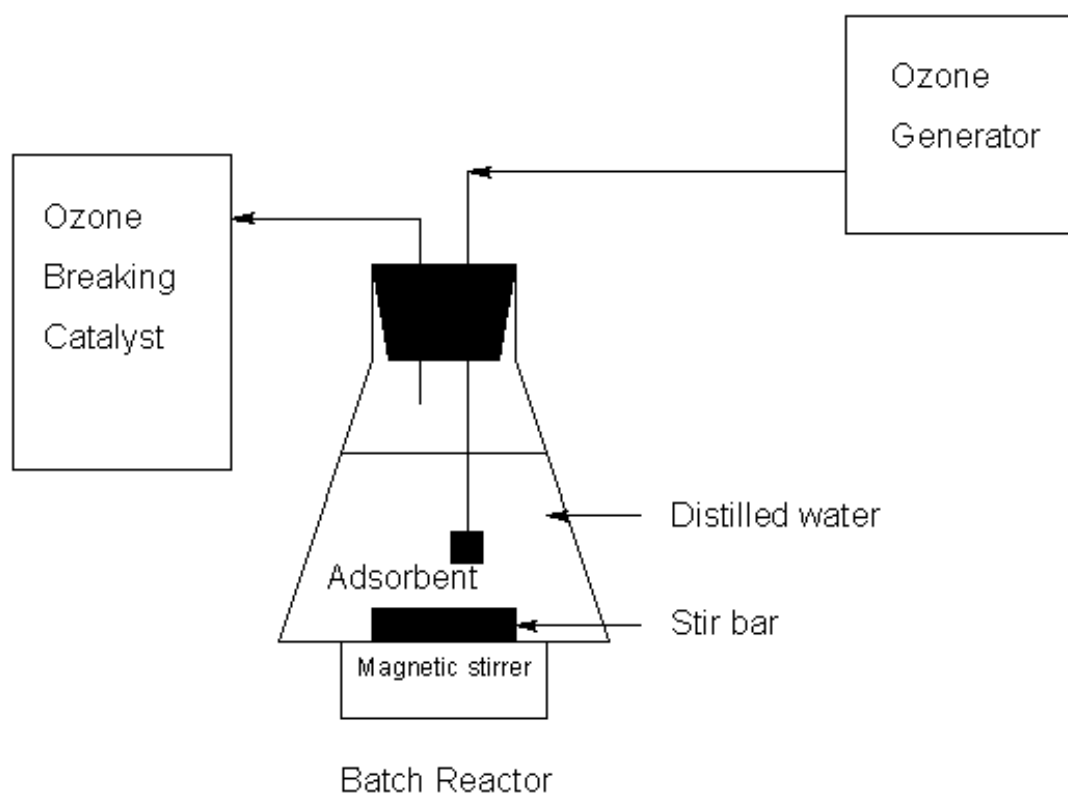 Ozone
Generator
Ozone
Breaking
Catalyst
Distilled water
Adsorbent
Stir bar
Magnetic stirrer
Batch Reactor